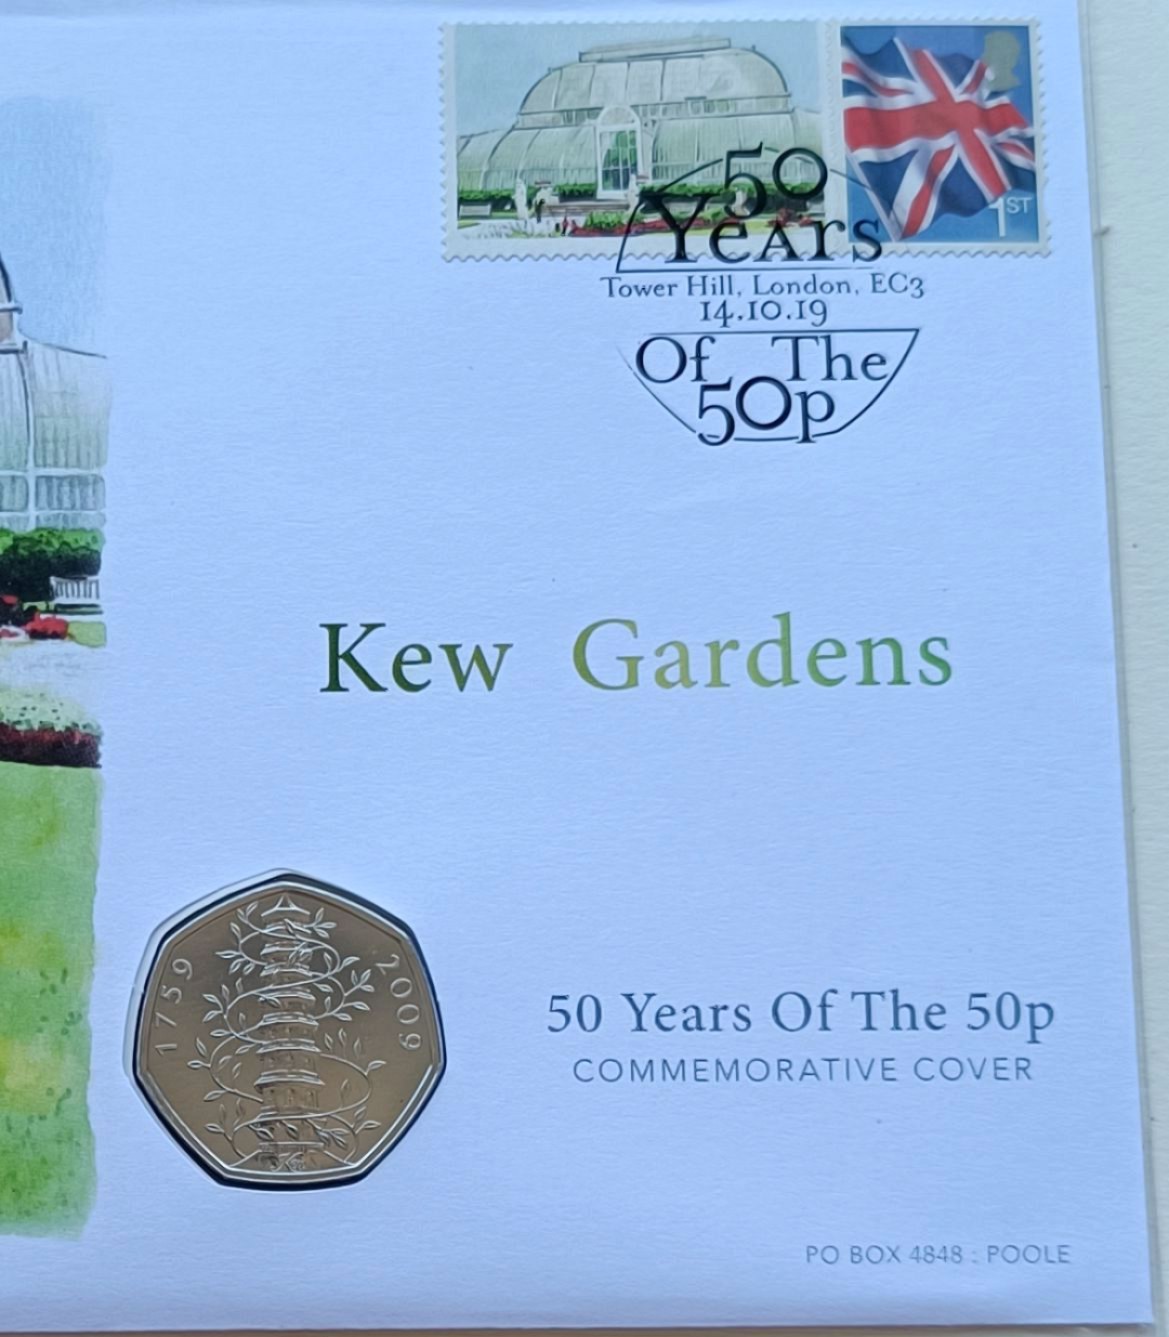 1ST
50
Years
Tower Hill, London, EC3
14.10.19
Of The
50p
Kew Gardens
1759
2009
50 Years Of The 50p
COMMEMORATIVE COVER
PO BOX 4848 : POOLE